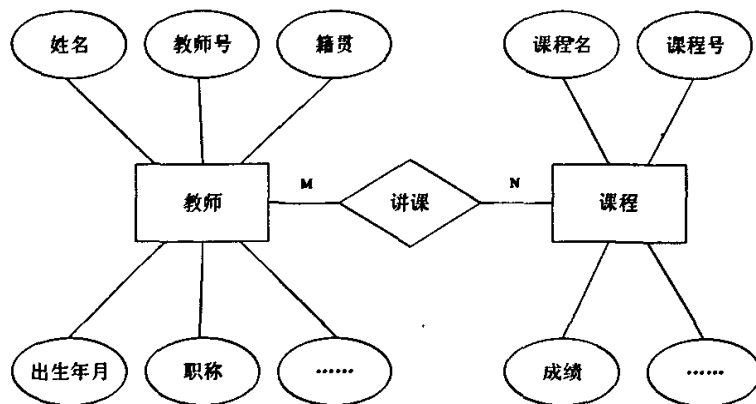 姓名 教师号 籍贯 课程名 课程号
教师 M 讲课 N 课程
出生年月 职称 …… 成绩 ……